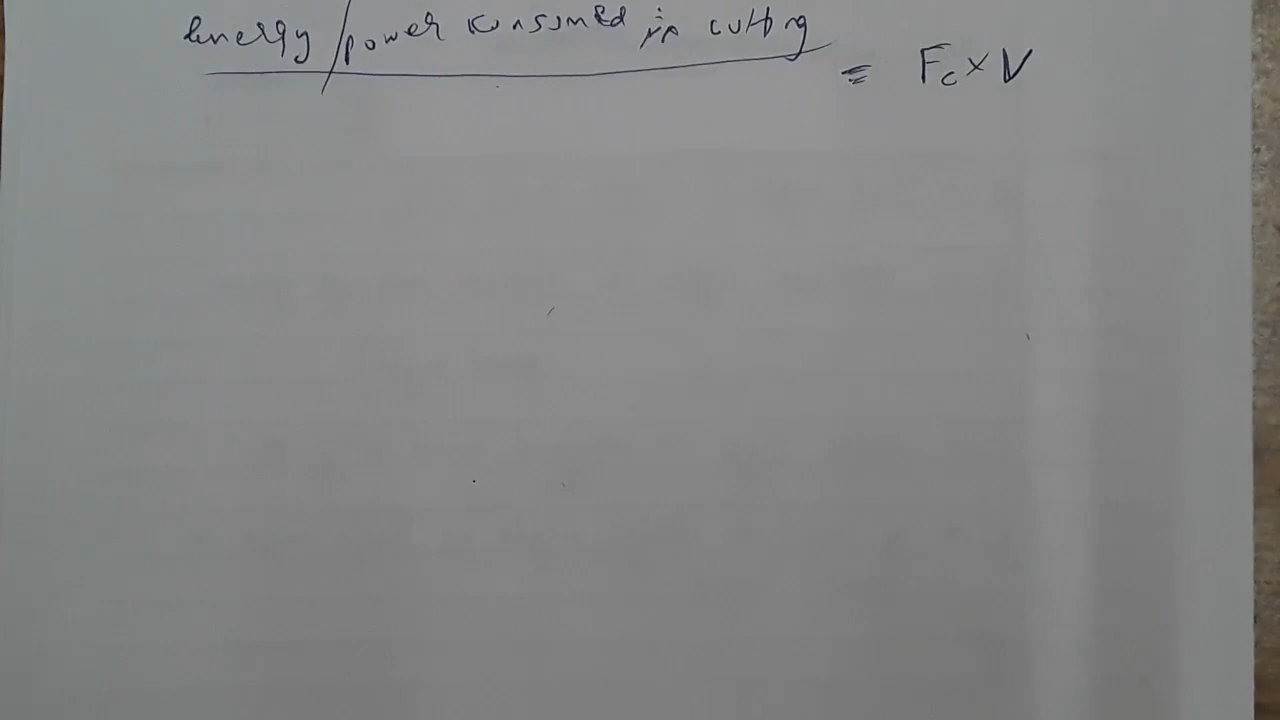 energy/power consumed in cutting = Fc × V